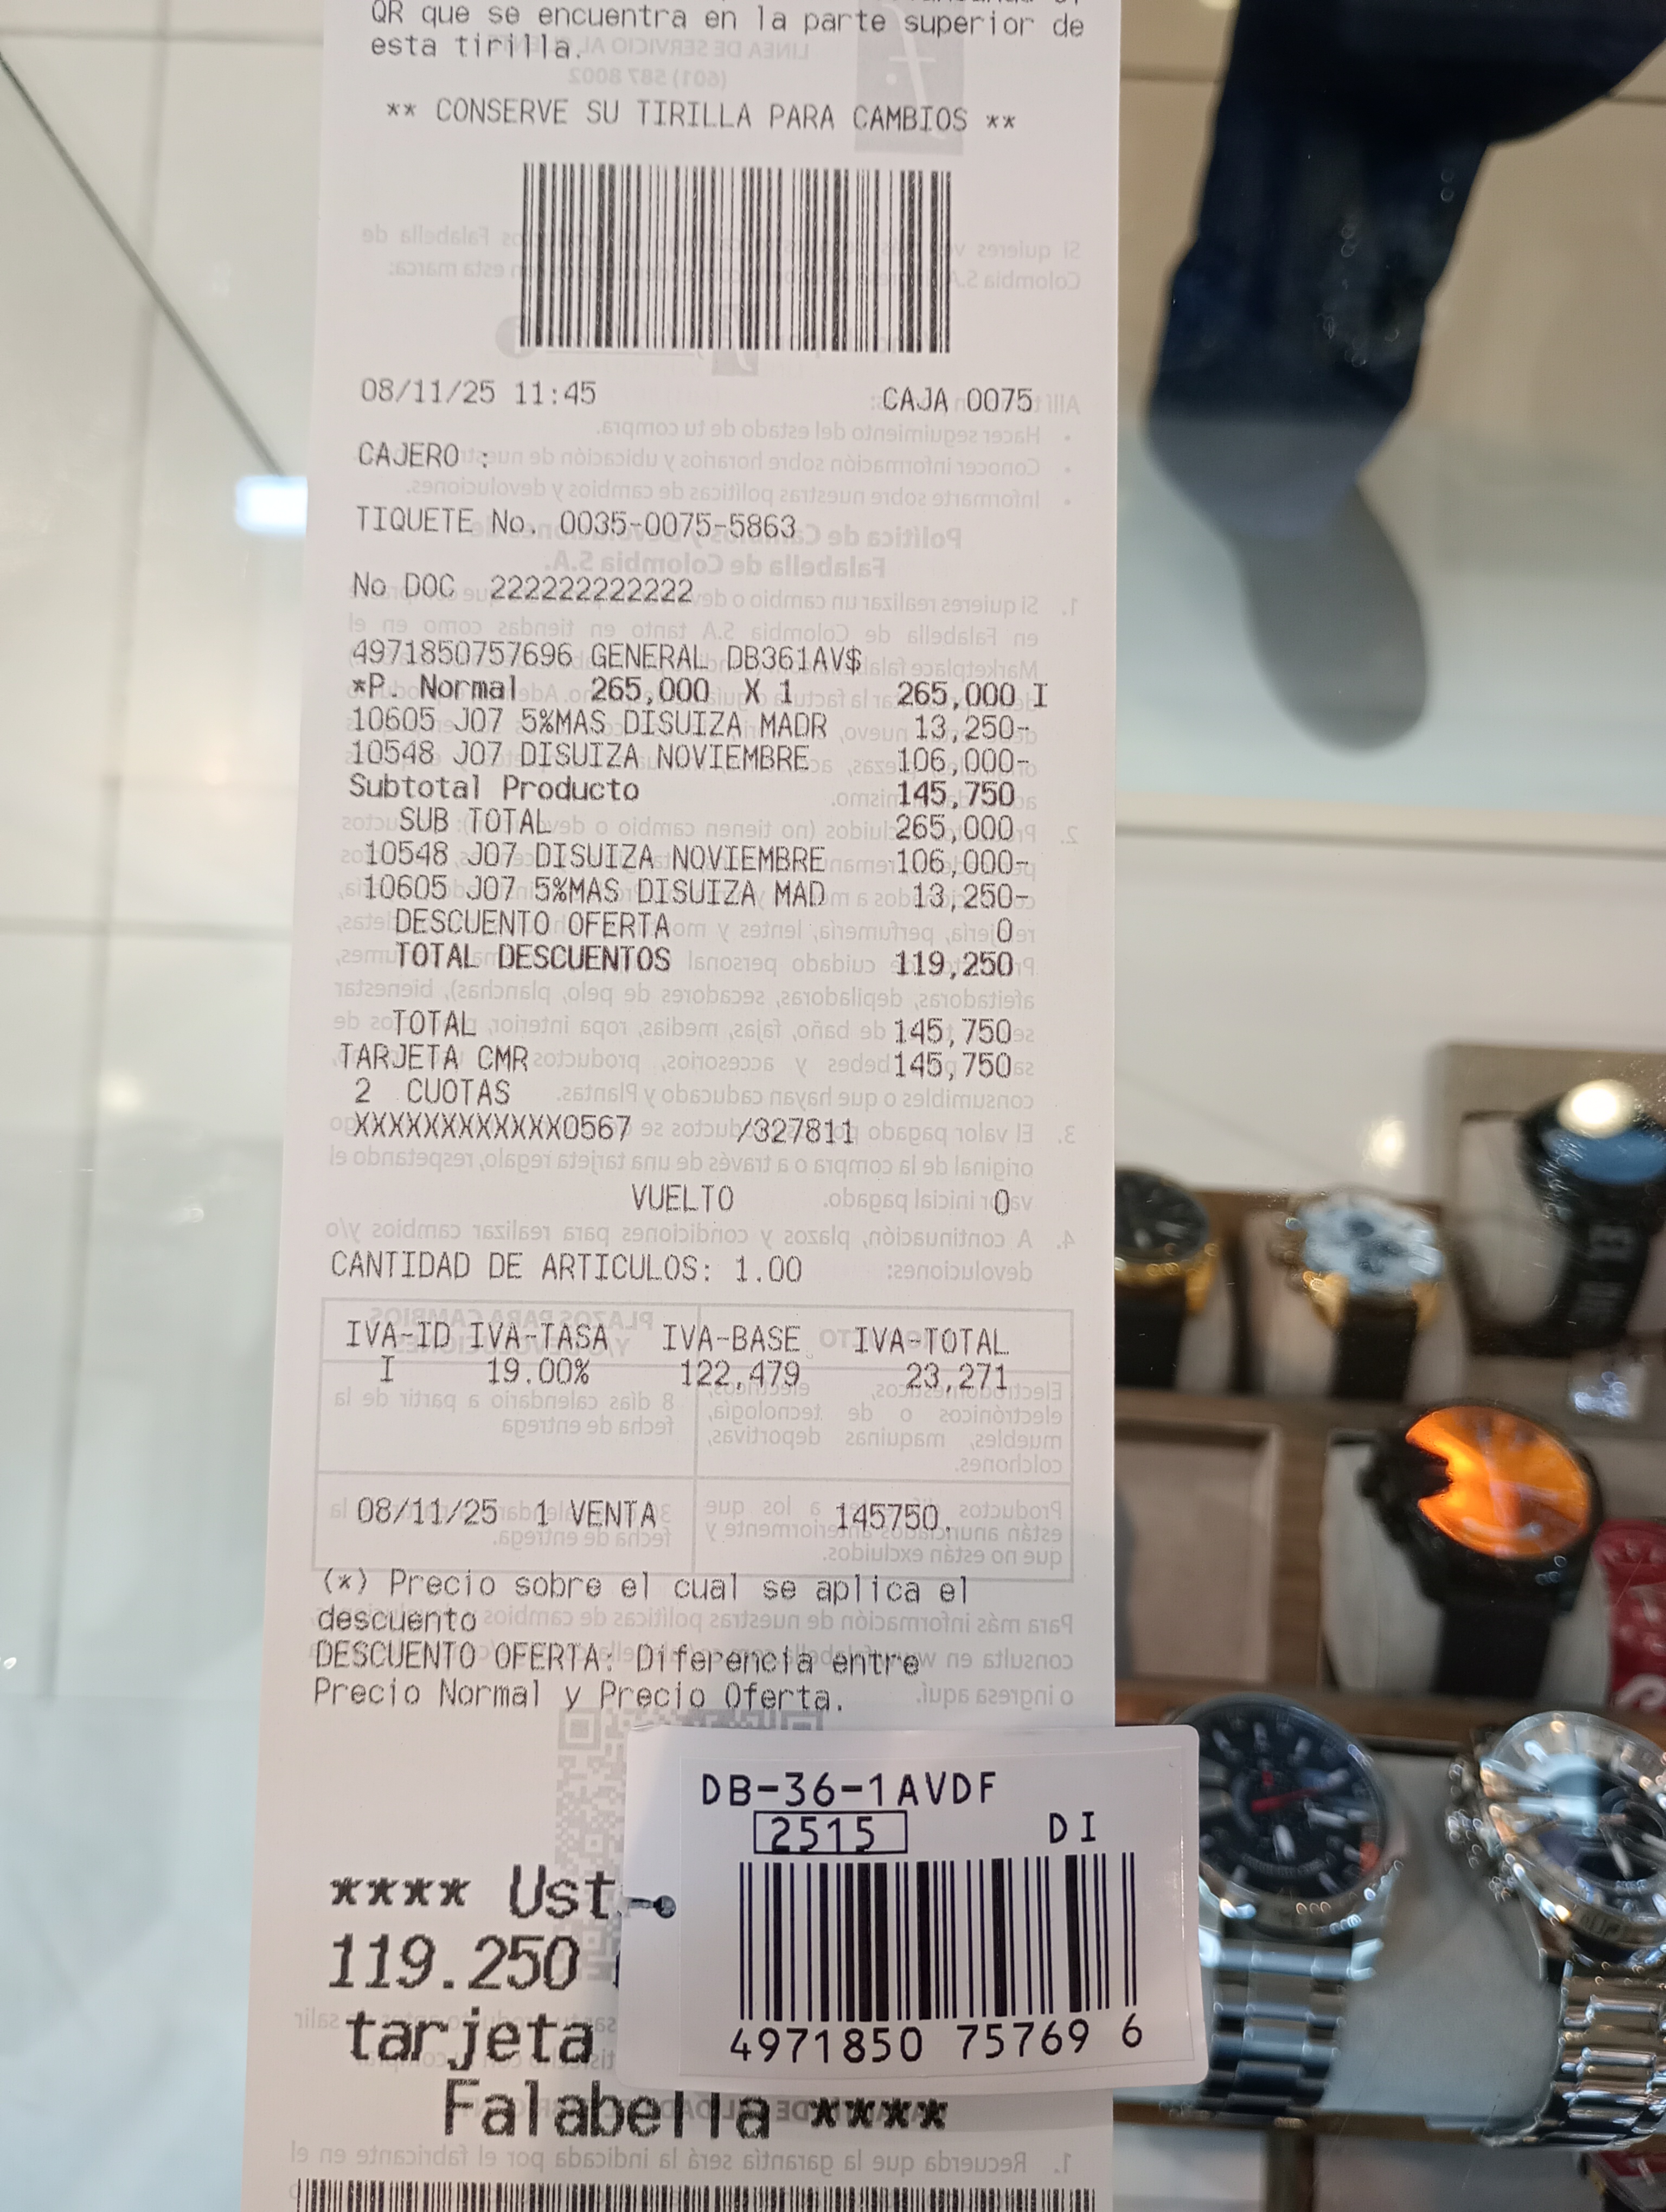 QR que se encuentra en la parte superior de
esta tirilla.
** CONSERVE SU TIRILLA PARA CAMBIOS **
08/11/25 11:45 CAJA 0075
CAJERO :
TIQUETE No. 0035-0075-5863
No DOC 222222222222
4971850757696 GENERAL DB361AV$
*P. Normal 265,000 X 1 265,000 I
10605 J07 5%MAS DISUIZA MADR 13,250-
10548 J07 DISUIZA NOVIEMBRE 106,000-
Subtotal Producto 145,750
SUB TOTAL 265,000
10548 J07 DISUIZA NOVIEMBRE 106,000-
10605 J07 5%MAS DISUIZA MAD 13,250-
DESCUENTO OFERTA 0
TOTAL DESCUENTOS 119,250
TOTAL 145,750
TARJETA CMR 145,750
2 CUOTAS
XXXXXXXXXXXX0567 /327811
VUELTO 0
CANTIDAD DE ARTICULOS: 1.00
IVA-ID IVA-TASA IVA-BASE IVA-TOTAL
I 19.00% 122,479 23,271
08/11/25 1 VENTA 145750.
(*) Precio sobre el cual se aplica el
descuento
DESCUENTO OFERTA: Diferencia entre
Precio Normal y Precio Oferta.
DB-36-1AVDF
2515 DI
4971850 75769 6
**** Ust
119.250
tarjeta
Falabella ****